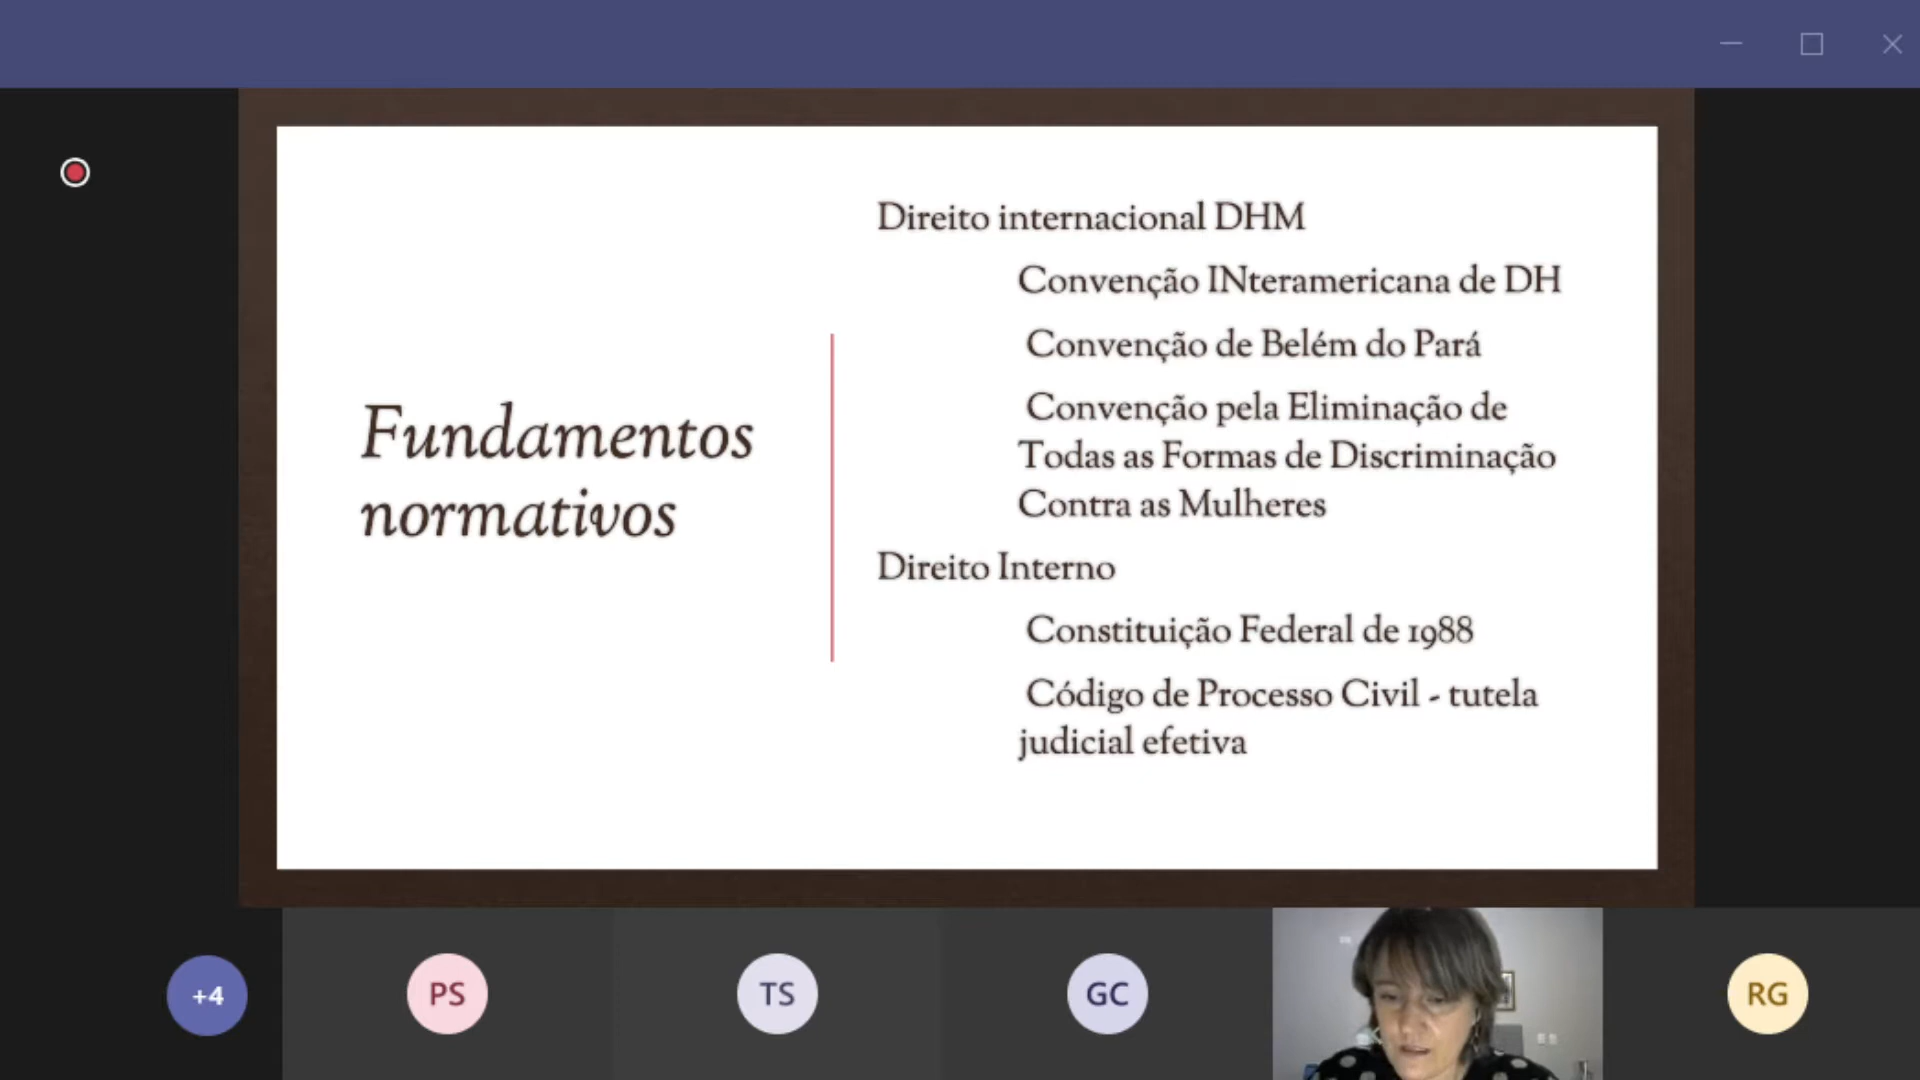 Fundamentos
normativos
Direito internacional DHM
Convenção INteramericana de DH
Convenção de Belém do Pará
Convenção pela Eliminação de
Todas as Formas de Discriminação
Contra as Mulheres
Direito Interno
Constituição Federal de 1988
Código de Processo Civil - tutela
judicial efetiva
+4
PS
TS
GC
RG